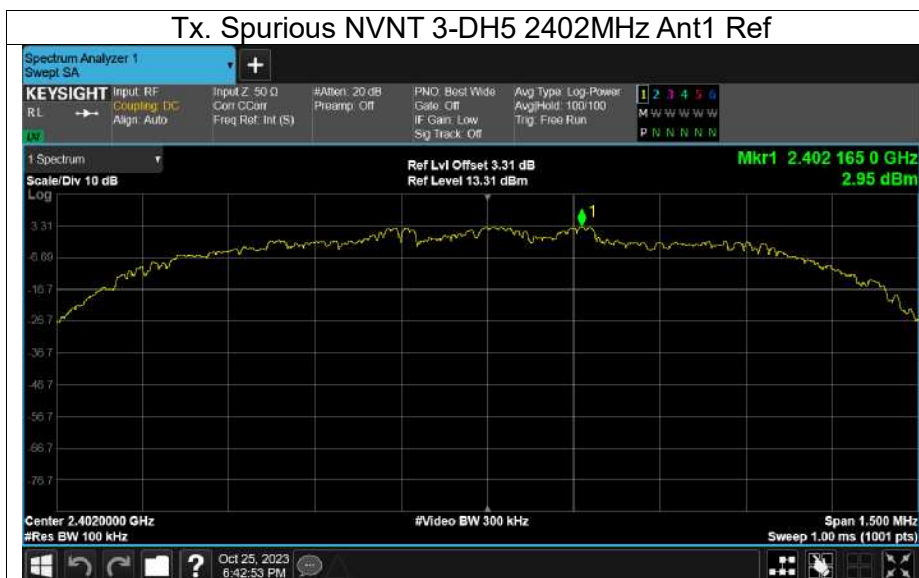 Tx. Spurious NVNT 3-DH5 2402MHz Ant1 Ref
Spectrum Analyzer 1
Swept SA
+
KEYSIGHT
RL
Input: RF
Coupling: DC
Align: Auto
Input Z: 50 Ω
Corr CCorr
Freq Ref: Int (S)
#Atten: 20 dB
Preamp: Off
PNO: Best Wide
Gate: Off
IF Gain: Low
Sig Track: Off
Avg Type: Log-Power
Avg|Hold: 100/100
Trig: Free Run
1 2 3 4 5 6
M W W W W W
P N N N N N
1 Spectrum
Scale/Div 10 dB
Log
Ref Lvl Offset 3.31 dB
Ref Level 13.31 dBm
Mkr1 2.402 165 0 GHz
2.95 dBm
1
3.31
-6.69
-16.7
-26.7
-36.7
-46.7
-56.7
-66.7
-76.7
Center 2.4020000 GHz
#Res BW 100 kHz
#Video BW 300 kHz
Span 1.500 MHz
Sweep 1.00 ms (1001 pts)
?
Oct 25, 2023
6:42:53 PM